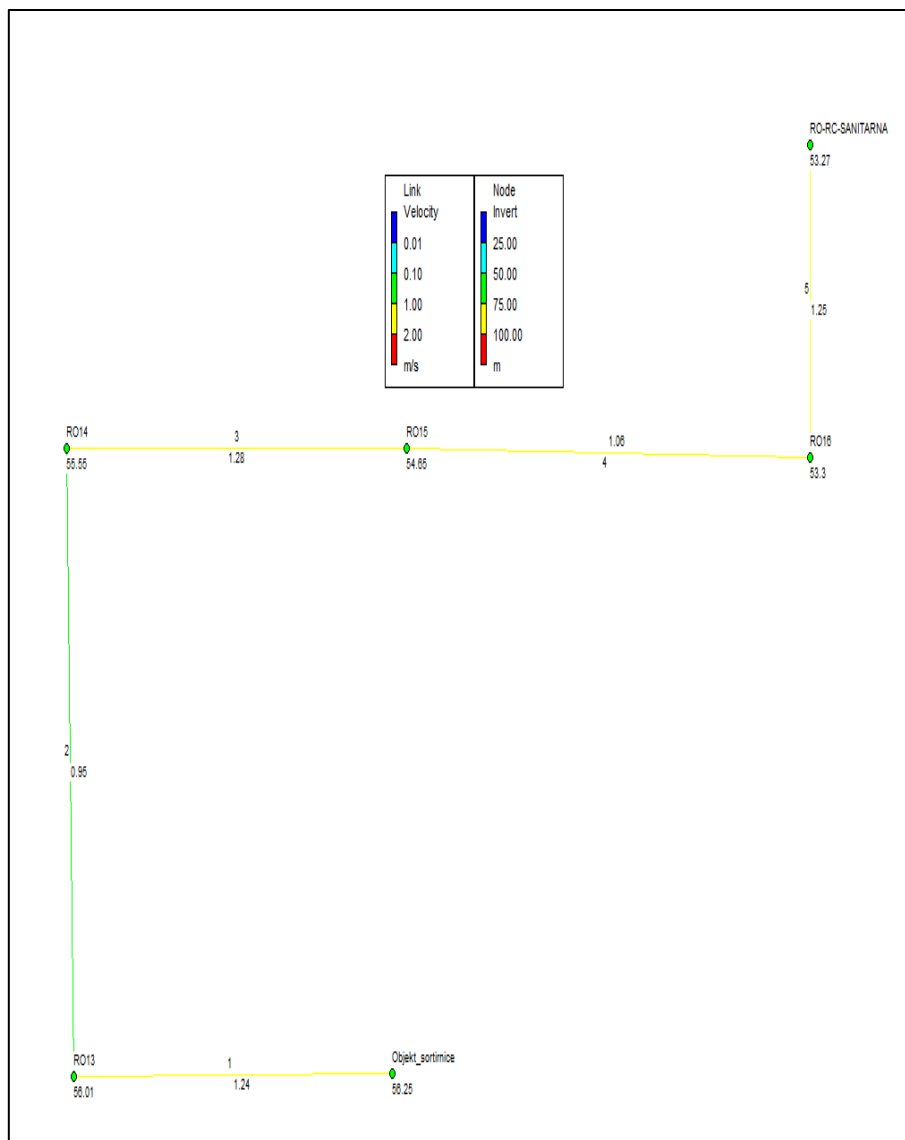 RO-RC-SANITARNA
53.27
Link
Velocity
0.01
0.10
1.00
2.00
m/s
Node
Invert
25.00
50.00
75.00
100.00
m
5
1.25
RO14
55.55
3
1.28
RO15
54.65
1.06
4
RO16
53.3
2
0.95
RO13
56.01
1
1.24
Objekt_sortirnice
56.25